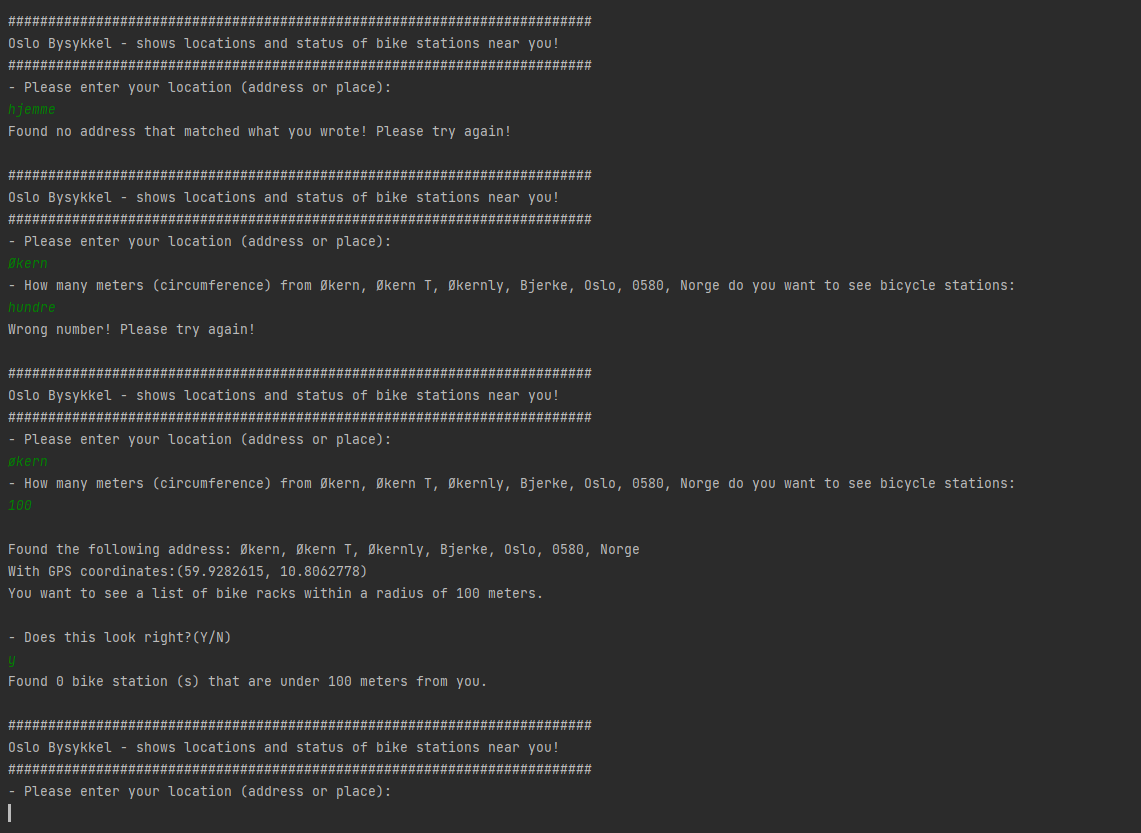 #########################################################################
Oslo Bysykkel - shows locations and status of bike stations near you!
#########################################################################
- Please enter your location (address or place):
hjemme
Found no address that matched what you wrote! Please try again!
#########################################################################
Oslo Bysykkel - shows locations and status of bike stations near you!
#########################################################################
- Please enter your location (address or place):
Økern
- How many meters (circumference) from Økern, Økern T, Økernly, Bjerke, Oslo, 0580, Norge do you want to see bicycle stations:
hundre
Wrong number! Please try again!
#########################################################################
Oslo Bysykkel - shows locations and status of bike stations near you!
#########################################################################
- Please enter your location (address or place):
økern
- How many meters (circumference) from Økern, Økern T, Økernly, Bjerke, Oslo, 0580, Norge do you want to see bicycle stations:
100
Found the following address: Økern, Økern T, Økernly, Bjerke, Oslo, 0580, Norge
With GPS coordinates:(59.9282615, 10.8062778)
You want to see a list of bike racks within a radius of 100 meters.
- Does this look right?(Y/N)
y
Found 0 bike station (s) that are under 100 meters from you.
#########################################################################
Oslo Bysykkel - shows locations and status of bike stations near you!
#########################################################################
- Please enter your location (address or place):